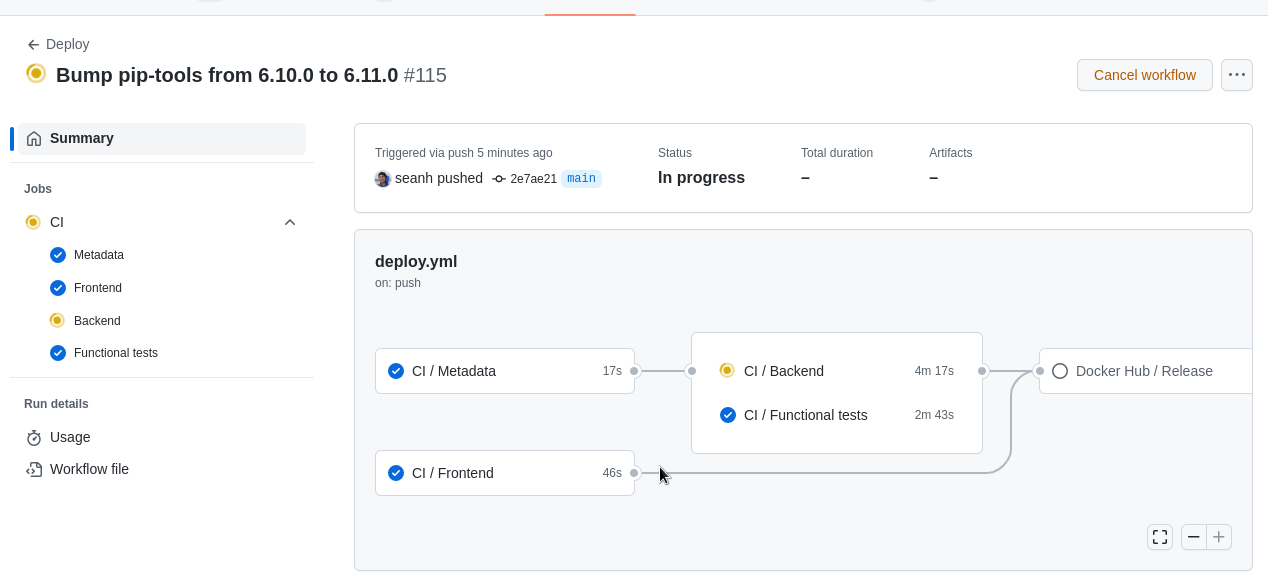 Deploy
Bump pip-tools from 6.10.0 to 6.11.0 #115
Cancel workflow
Summary
Jobs
CI
Metadata
Frontend
Backend
Functional tests
Run details
Usage
Workflow file
Triggered via push 5 minutes ago
seanh pushed 2e7ae21 main
Status
In progress
Total duration
–
Artifacts
–
deploy.yml
on: push
CI / Metadata 17s
CI / Backend 4m 17s
CI / Functional tests 2m 43s
Docker Hub / Release
CI / Frontend 46s